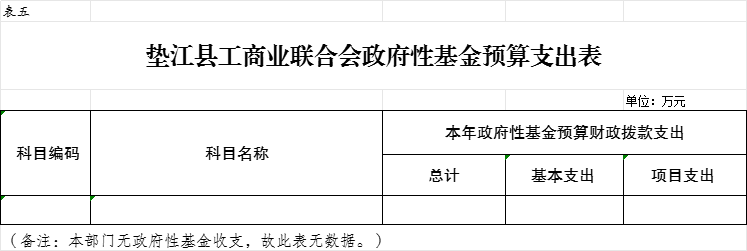 表五
垫江县工商业联合会政府性基金预算支出表
单位：万元
科目编码
科目名称
本年政府性基金预算财政拨款支出
总计
基本支出
项目支出
（备注：本部门无政府性基金收支，故此表无数据。）